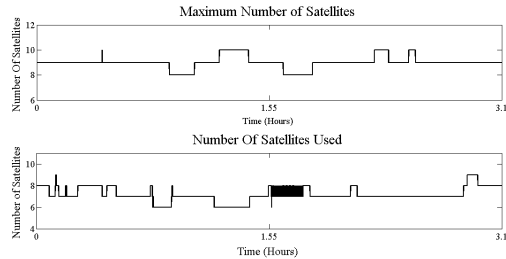 Maximum Number of Satellites
Number Of Satellites
12
10
8
6
0
1.55
3.1
Time (Hours)
Number Of Satellites Used
Number of Satellites
10
8
6
4
0
1.55
3.1
Time (Hours)